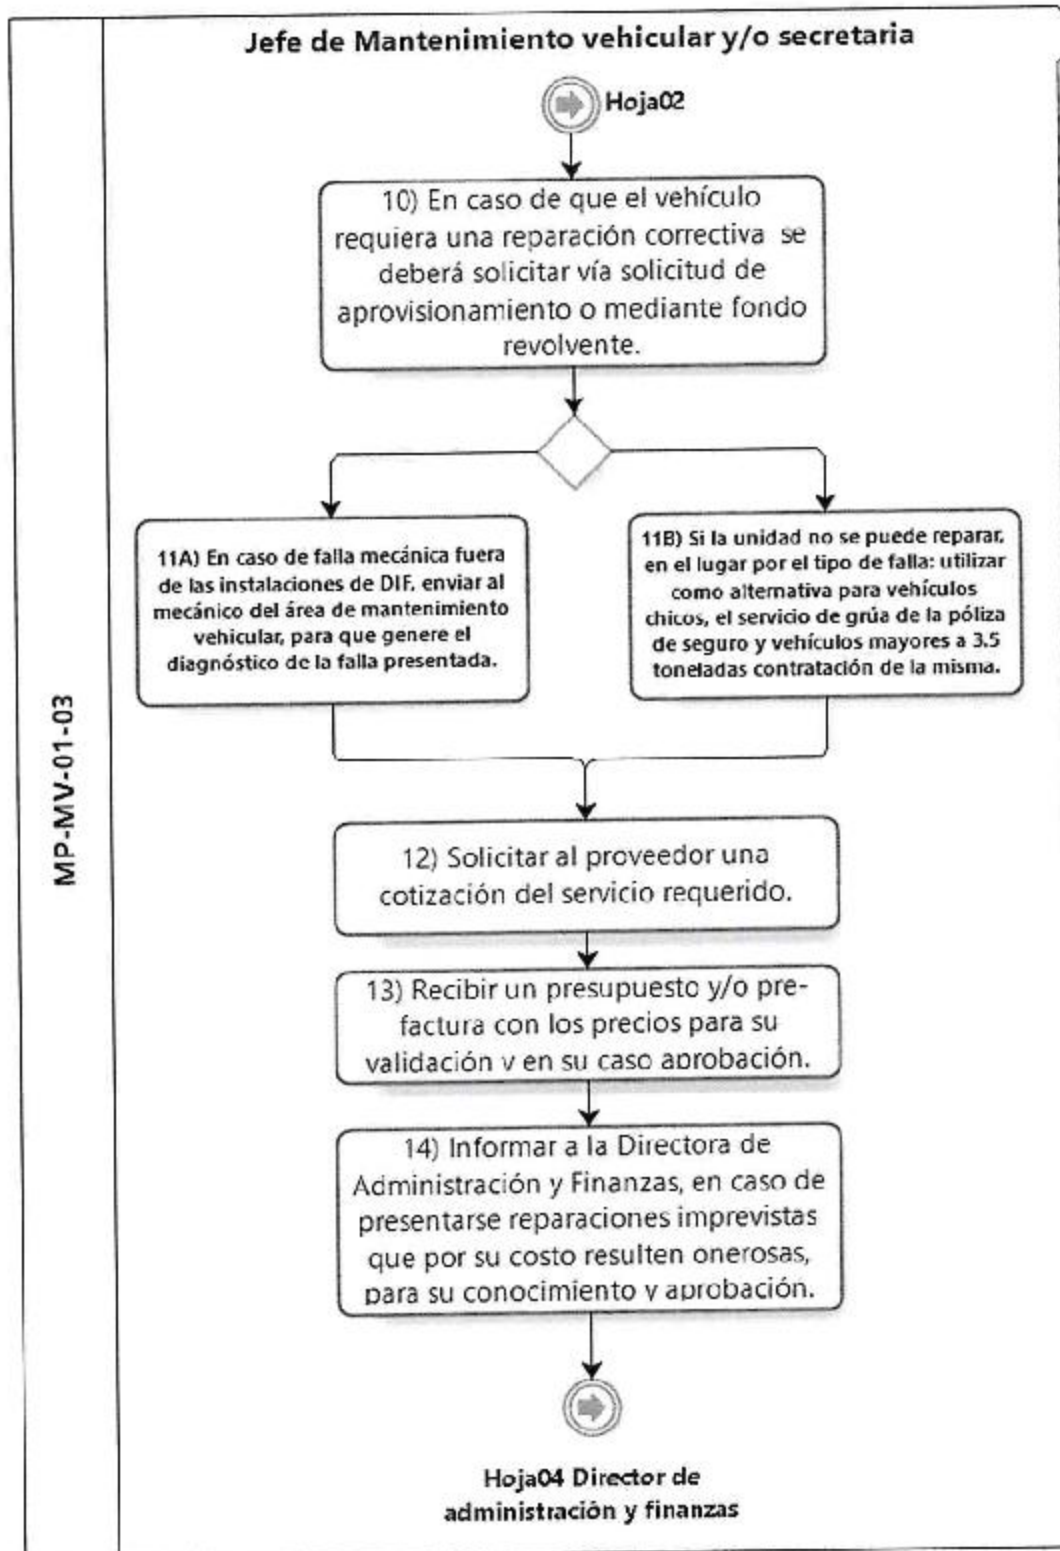 Jefe de Mantenimiento vehicular y/o secretaria
Hoja02
10) En caso de que el vehículo
requiera una reparación correctiva se
deberá solicitar vía solicitud de
aprovisionamiento o mediante fondo
revolvente.
11A) En caso de falla mecánica fuera
de las instalaciones de DIF, enviar al
mecánico del área de mantenimiento
vehicular, para que genere el
diagnóstico de la falla presentada.
11B) Si la unidad no se puede reparar,
en el lugar por el tipo de falla: utilizar
como alternativa para vehículos
chicos, el servicio de grúa de la póliza
de seguro y vehículos mayores a 3.5
toneladas contratación de la misma.
MP-MV-01-03
12) Solicitar al proveedor una
cotización del servicio requerido.
13) Recibir un presupuesto y/o pre-
factura con los precios para su
validación y en su caso aprobación.
14) Informar a la Directora de
Administración y Finanzas, en caso de
presentarse reparaciones imprevistas
que por su costo resulten onerosas,
para su conocimiento y aprobación.
Hoja04 Director de
administración y finanzas